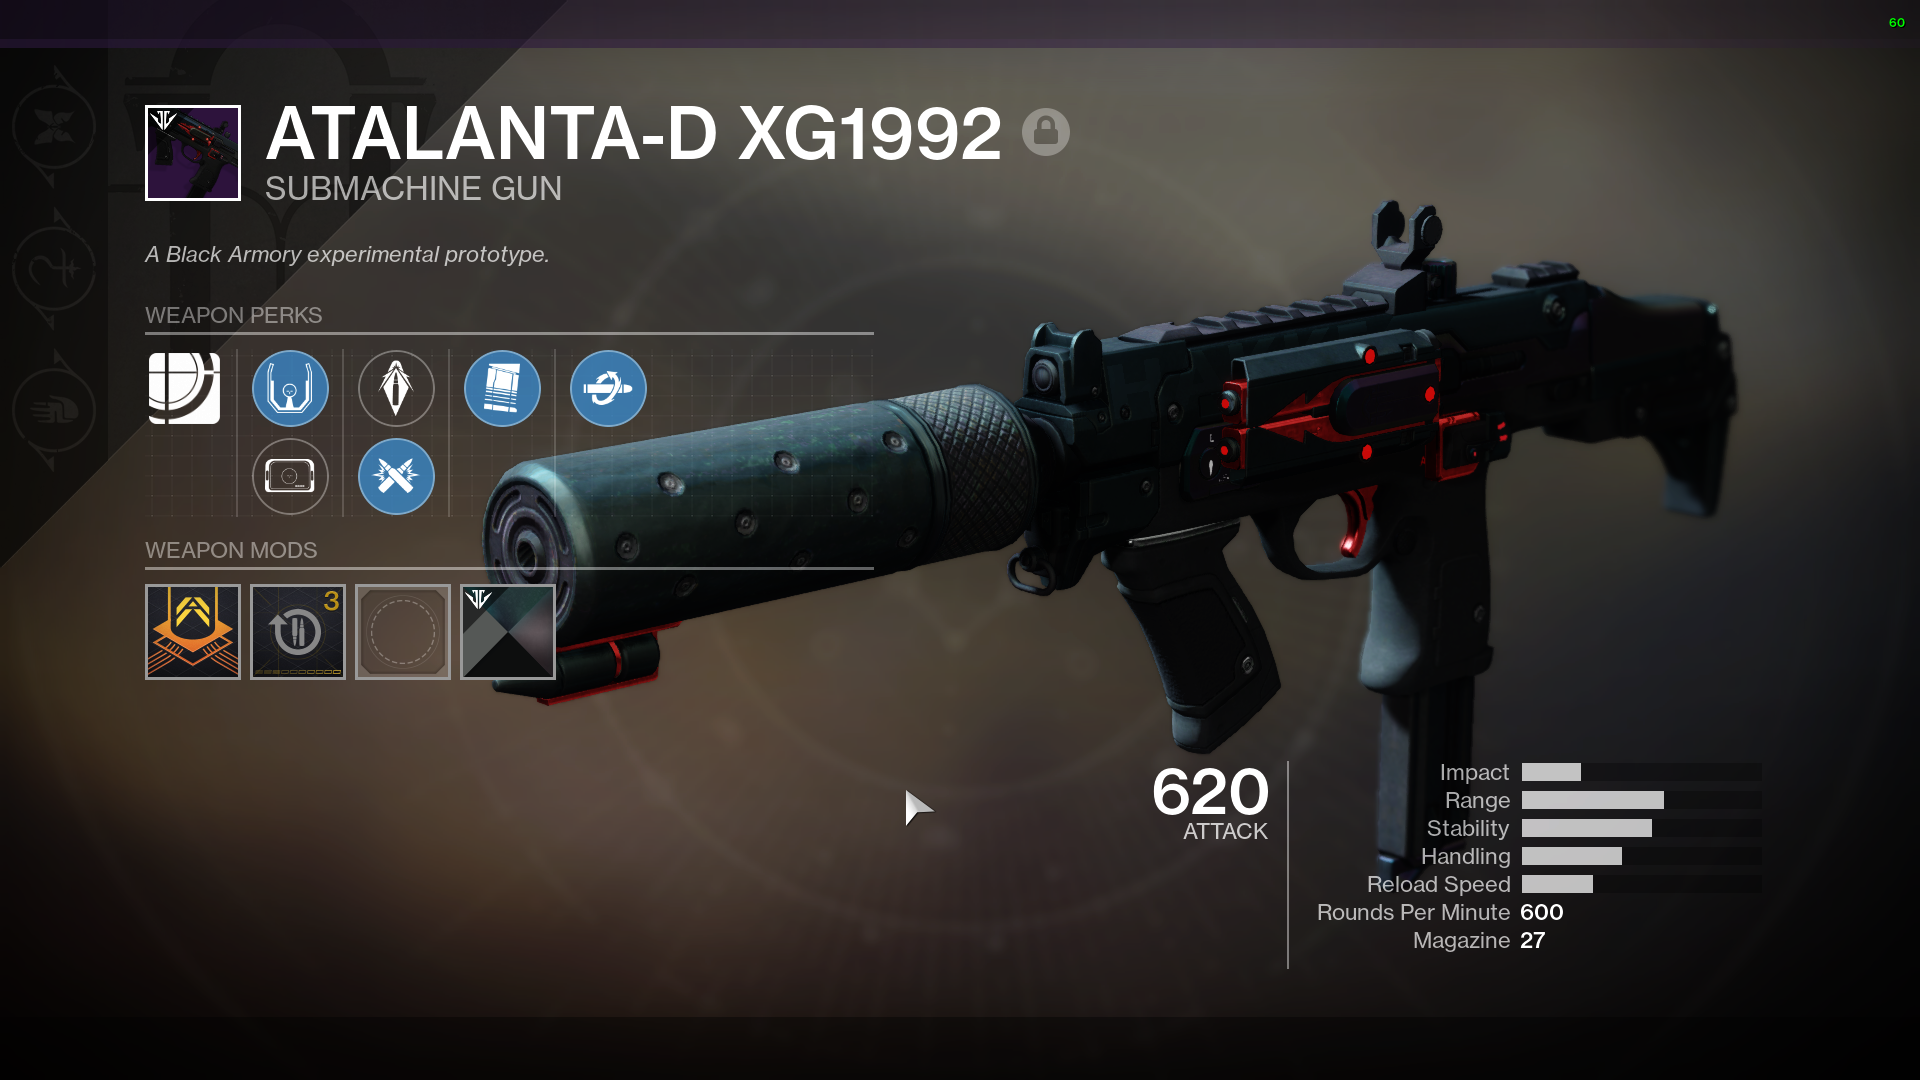 60
ATALANTA-D XG1992
SUBMACHINE GUN
A Black Armory experimental prototype.
WEAPON PERKS
WEAPON MODS
3
620
ATTACK
Impact
Range
Stability
Handling
Reload Speed
Rounds Per Minute 600
Magazine 27